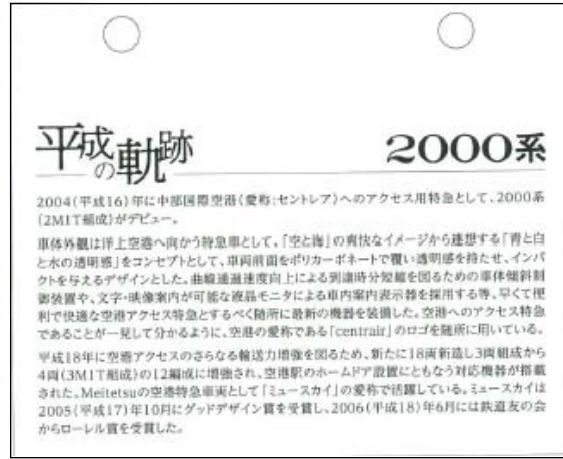 平成の軌跡
2000系
2004(平成16)年に中部国際空港(愛称:セントレア)へのアクセス用特急として、2000系
(2M1T組成)がデビュー。
車体外観は洋上空港へ向かう特急車として、「空と海」の爽快なイメージから連想する「青と白
と水の透明感」をコンセプトとして、車両前面をポリカーボネートで覆い透明感を持たせ、インパ
クトを与えるデザインとした。曲線通過速度向上による到達時分短縮を図るための車体傾斜制
御装置や、文字・映像案内が可能な液晶モニタによる車内案内表示器を採用する等、早くて便
利で快適な空港アクセス特急とするべく随所に最新の機器を装備した。空港へのアクセス特急
であることが一見して分かるように、空港の愛称である「centrair」のロゴを随所に用いている。
平成18年に空港アクセスのさらなる輸送力増強を図るため、新たに18両新造し3両組成から
4両(3M1T組成)の12編成に増強され、空港駅のホームドア設置にともなう対応機器が搭載
された。Meitetsuの空港特急車両として「ミュースカイ」の愛称で活躍している。ミュースカイは
2005(平成17)年10月にグッドデザイン賞を受賞し、2006(平成18)年6月には鉄道友の会
からローレル賞を受賞した。